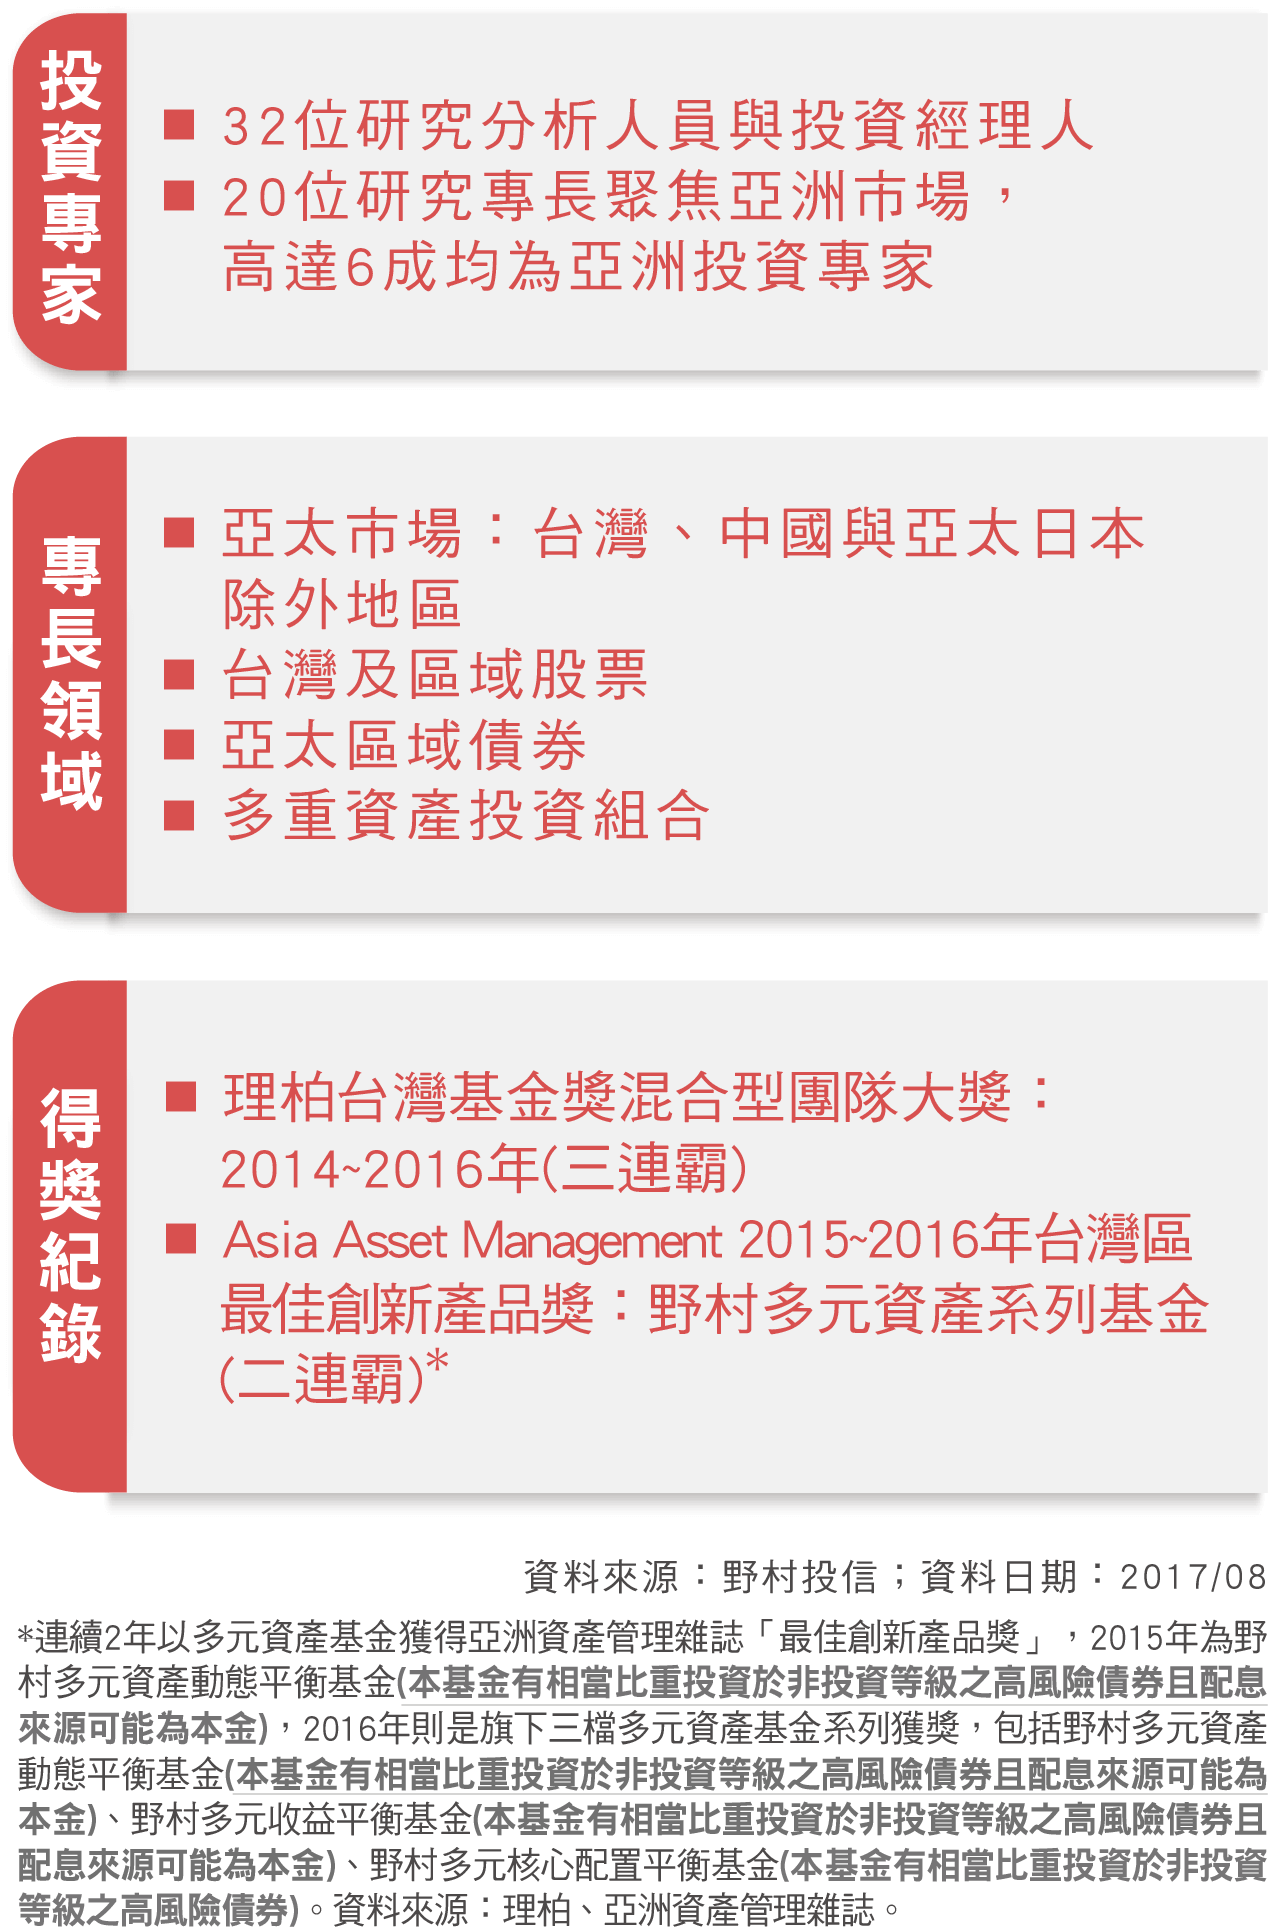 投資專家
■ 32位研究分析人員與投資經理人
■ 20位研究專長聚焦亞洲市場，
高達6成均為亞洲投資專家
專長領域
■ 亞太市場：台灣、中國與亞太日本
除外地區
■ 台灣及區域股票
■ 亞太區域債券
■ 多重資產投資組合
得獎紀錄
■ 理柏台灣基金獎混合型團隊大獎：
2014~2016年(三連霸)
■ Asia Asset Management 2015~2016年台灣區
最佳創新產品獎：野村多元資產系列基金
(二連霸)*
資料來源：野村投信；資料日期：2017/08
*連續2年以多元資產基金獲得亞洲資產管理雜誌「最佳創新產品獎」，2015年為野
村多元資產動態平衡基金(本基金有相當比重投資於非投資等級之高風險債券且配息
來源可能為本金)，2016年則是旗下三檔多元資產基金系列獲獎，包括野村多元資產
動態平衡基金(本基金有相當比重投資於非投資等級之高風險債券且配息來源可能為
本金)、野村多元收益平衡基金(本基金有相當比重投資於非投資等級之高風險債券且
配息來源可能為本金)、野村多元核心配置平衡基金(本基金有相當比重投資於非投資
等級之高風險債券)。資料來源：理柏、亞洲資產管理雜誌。